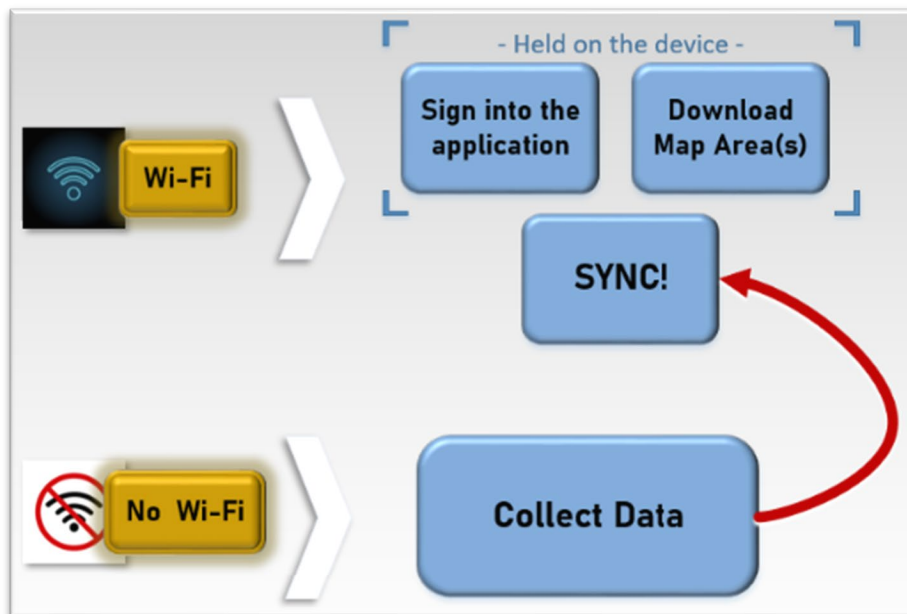 - Held on the device -
Sign into the
application
Download
Map Area(s)
Wi-Fi
SYNC!
No Wi-Fi
Collect Data